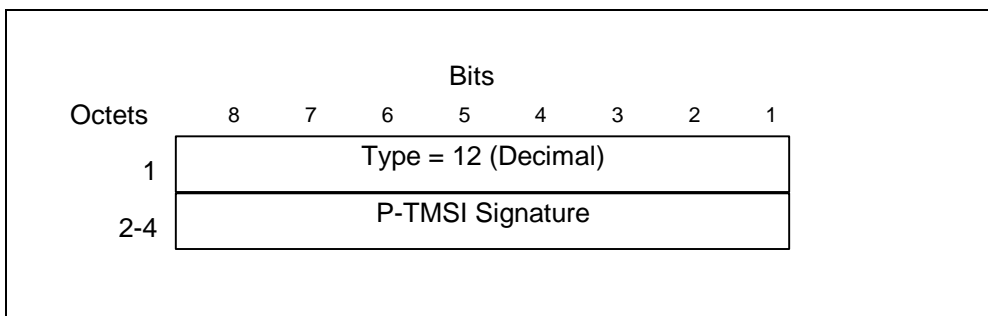 Bits
Octets 8 7 6 5 4 3 2 1
1 Type = 12 (Decimal)
2-4 P-TMSI Signature